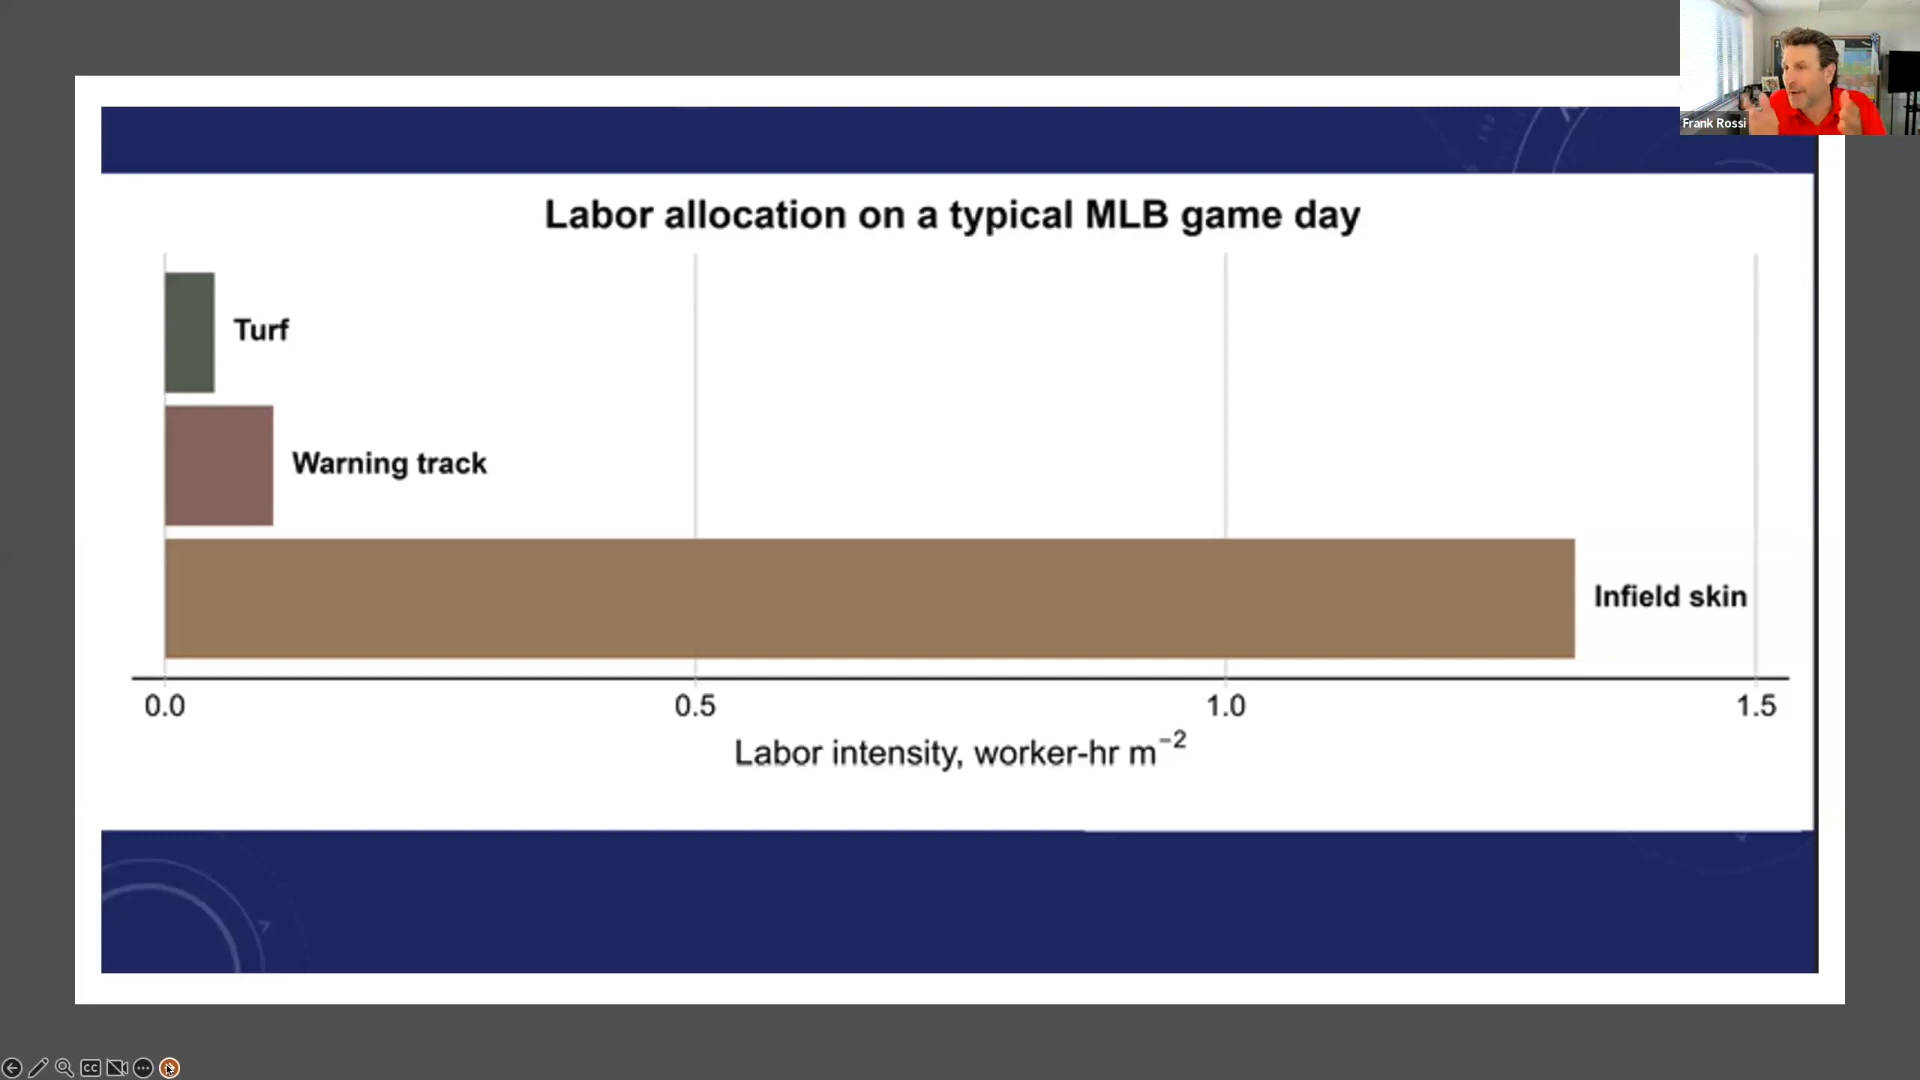 Frank Rossi
Labor allocation on a typical MLB game day
Turf
Warning track
Infield skin
0.0 0.5 1.0 1.5
Labor intensity, worker-hr m⁻²
CC